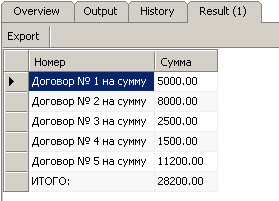 Overview Output History Result (1)
Export
Номер Сумма
Договор № 1 на сумму 5000.00
Договор № 2 на сумму 8000.00
Договор № 3 на сумму 2500.00
Договор № 4 на сумму 1500.00
Договор № 5 на сумму 11200.00
ИТОГО: 28200.00